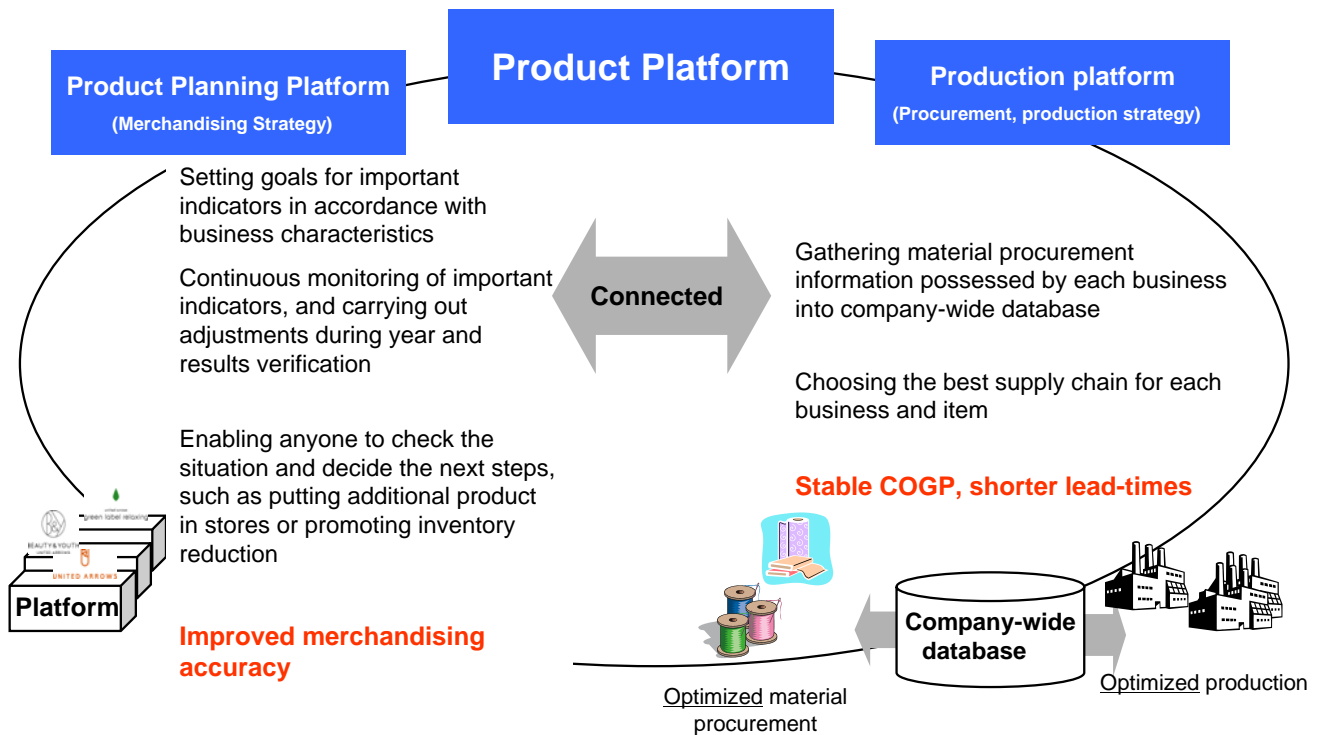 Product Platform
Product Planning Platform
(Merchandising Strategy)
Production platform
(Procurement, production strategy)
Setting goals for important
indicators in accordance with
business characteristics
Continuous monitoring of important
indicators, and carrying out
adjustments during year and
results verification
Enabling anyone to check the
situation and decide the next steps,
such as putting additional product
in stores or promoting inventory
reduction
Improved merchandising
accuracy
Connected
Gathering material procurement
information possessed by each business
into company-wide database
Choosing the best supply chain for each
business and item
Stable COGP, shorter lead-times
green label relaxing
BEAUTY&YOUTH
UNITED ARROWS
UNITED ARROWS
Platform
Company-wide
database
Optimized material
procurement
Optimized production